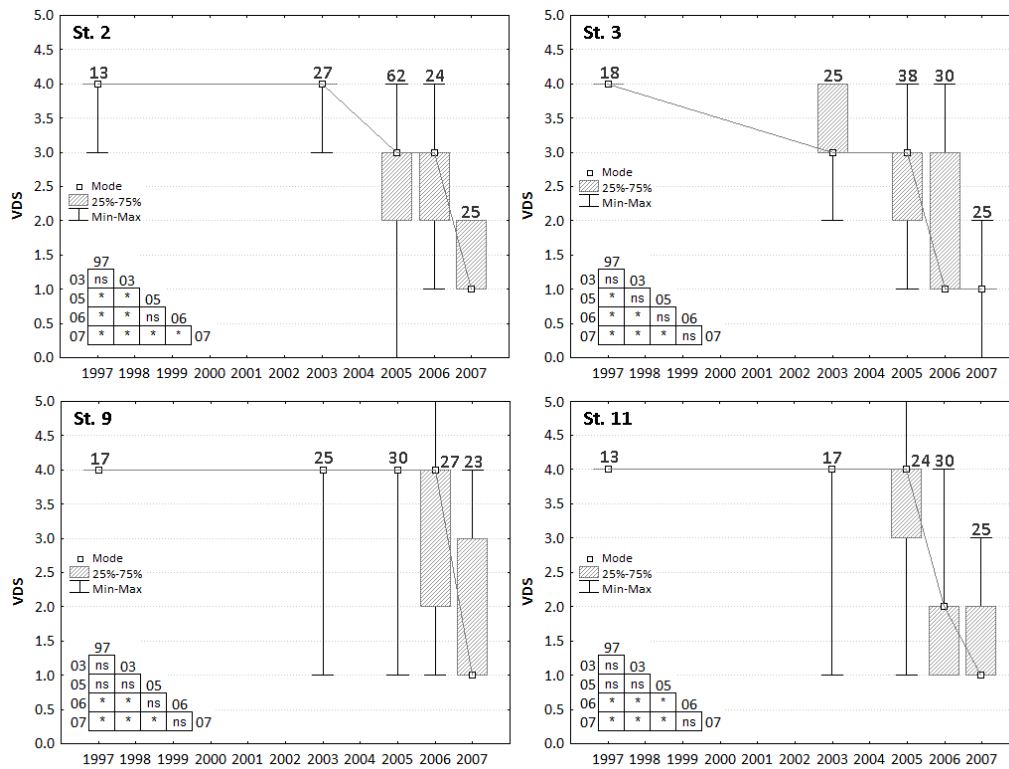 St. 2
5.0
4.5
4.0
3.5
3.0
2.5
2.0
1.5
1.0
0.5
0.0
VDS
13 27 62 24 25
Mode
25%-75%
Min-Max
97
03 ns 03
05 * * 05
06 * * ns 06
07 * * * * 07
1997 1998 1999 2000 2001 2002 2003 2004 2005 2006 2007
St. 3
5.0
4.5
4.0
3.5
3.0
2.5
2.0
1.5
1.0
0.5
0.0
VDS
18 25 38 30 25
Mode
25%-75%
Min-Max
97
03 ns 03
05 * ns 05
06 * * ns 06
07 * * * ns 07
1997 1998 1999 2000 2001 2002 2003 2004 2005 2006 2007
St. 9
5.0
4.5
4.0
3.5
3.0
2.5
2.0
1.5
1.0
0.5
0.0
VDS
17 25 30 27 23
Mode
25%-75%
Min-Max
97
03 ns 03
05 ns ns 05
06 * * ns 06
07 * * * ns 07
1997 1998 1999 2000 2001 2002 2003 2004 2005 2006 2007
St. 11
5.0
4.5
4.0
3.5
3.0
2.5
2.0
1.5
1.0
0.5
0.0
VDS
13 17 24 30 25
Mode
25%-75%
Min-Max
97
03 ns 03
05 ns ns 05
06 * * * 06
07 * * * ns 07
1997 1998 1999 2000 2001 2002 2003 2004 2005 2006 2007